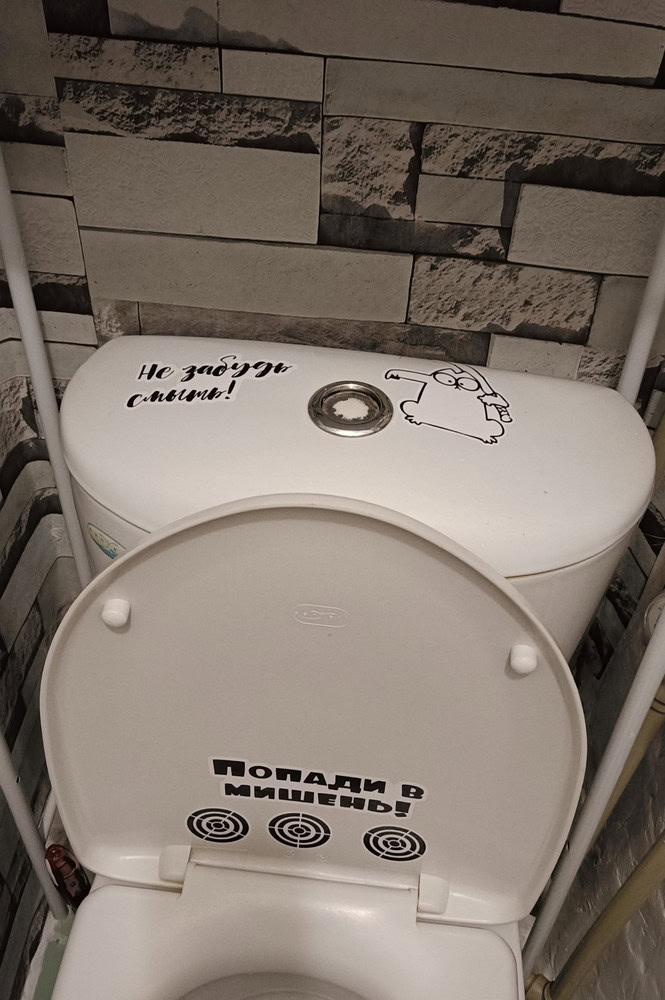 Не забудь
смыть!
Попади в
мишень!